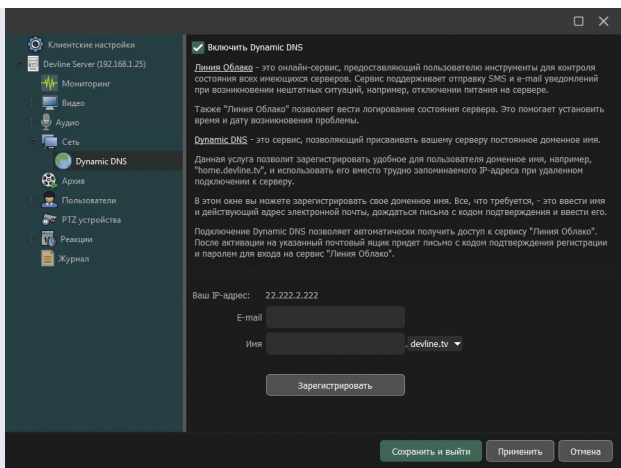 Клиентские настройки
Devline Server (192.168.1.25)
Мониторинг
Видео
Аудио
Сеть
Dynamic DNS
Архив
Пользователи
PTZ устройства
Реакции
Журнал
Включить Dynamic DNS
Линия Облако - это онлайн-сервис, предоставляющий пользователю инструменты для контроля
состояния всех имеющихся серверов. Сервис поддерживает отправку SMS и e-mail уведомлений
при возникновении нештатных ситуаций, например, отключении питания на сервере.
Также "Линия Облако" позволяет вести логирование состояния сервера. Это помогает установить
время и дату возникновения проблемы.
Dynamic DNS - это сервис, позволяющий присваивать вашему серверу постоянное доменное имя.
Данная услуга позволит зарегистрировать удобное для пользователя доменное имя, например,
"home.devline.tv", и использовать его вместо трудно запоминаемого IP-адреса при удаленном
подключении к серверу.
В этом окне вы можете зарегистрировать свое доменное имя. Все, что требуется, - это ввести имя
и действующий адрес электронной почты, дождаться письма с кодом подтверждения и ввести его.
Подключение Dynamic DNS позволяет автоматически получить доступ к сервису "Линия Облако".
После активации на указанный почтовый ящик придет письмо с кодом подтверждения регистрации
и паролем для входа на сервис "Линия Облако".
Ваш IP-адрес: 22.222.2.222
E-mail
Имя . devline.tv
Зарегистрировать
Сохранить и выйти Применить Отмена